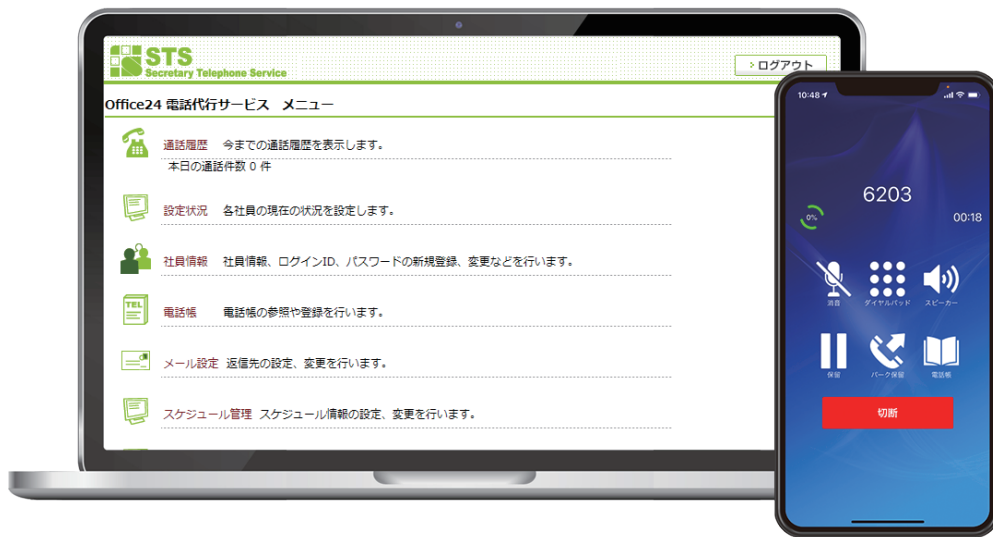 STS
Secretary Telephone Service
>ログアウト
Office24 電話代行サービス メニュー
通話履歴 今までの通話履歴を表示します。
本日の通話件数 0 件
設定状況 各社員の現在の状況を設定します。
社員情報 社員情報、ログインID、パスワードの新規登録、変更などを行います。
TEL
電話帳 電話帳の参照や登録を行います。
メール設定 返信先の設定、変更を行います。
スケジュール管理 スケジュール情報の設定、変更を行います。
10:48
6203
0%
00:18
消音 ダイヤルパッド スピーカー
保留 パーク保留 電話帳
切断